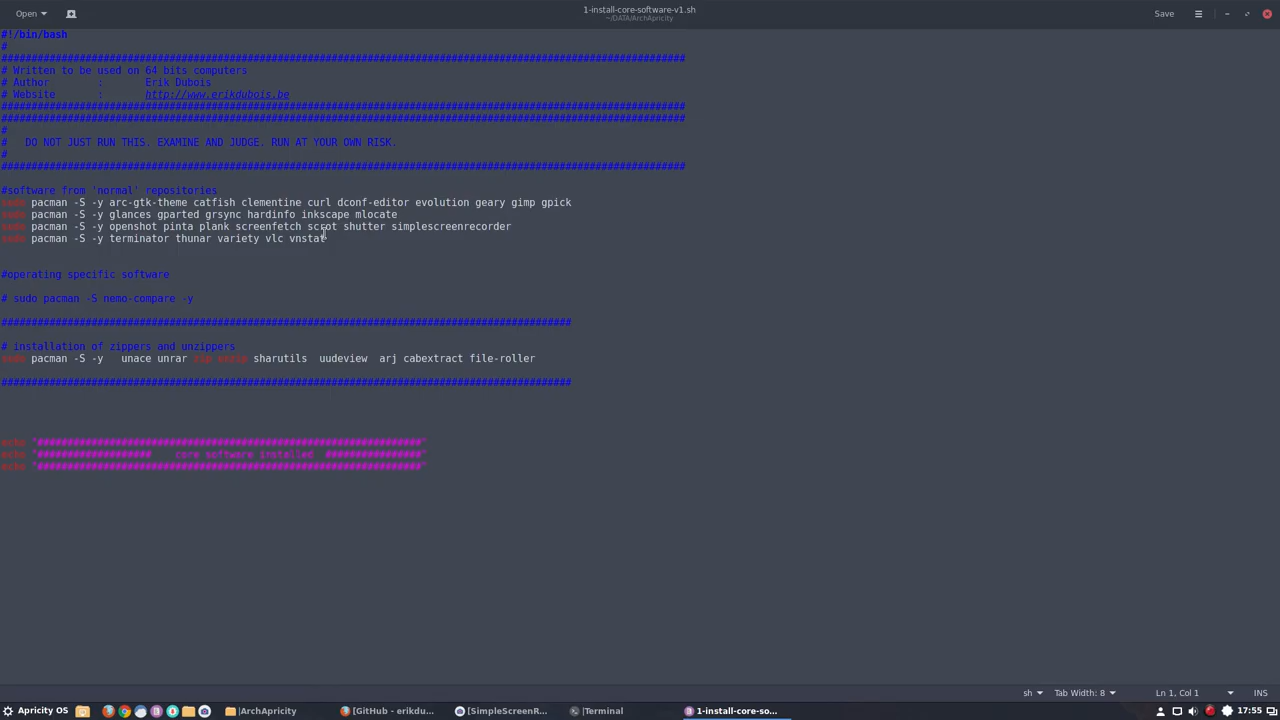 Open
1-install-core-software-v1.sh
~/DATA/ArchApricity
Save
#!/bin/bash
#
##################################################################################################################
# Written to be used on 64 bits computers
# Author : Erik Dubois
# Website : http://www.erikdubois.be
##################################################################################################################
##################################################################################################################
#
# DO NOT JUST RUN THIS. EXAMINE AND JUDGE. RUN AT YOUR OWN RISK.
#
##################################################################################################################
#software from 'normal' repositories
sudo pacman -S -y arc-gtk-theme catfish clementine curl dconf-editor evolution geary gimp gpick
sudo pacman -S -y glances gparted grsync hardinfo inkscape mlocate
sudo pacman -S -y openshot pinta plank screenfetch scrot shutter simplescreenrecorder
sudo pacman -S -y terminator thunar variety vlc vnstat
#operating specific software
# sudo pacman -S nemo-compare -y
###############################################################################################
# installation of zippers and unzippers
sudo pacman -S -y unace unrar zip unzip sharutils uudeview arj cabextract file-roller
###############################################################################################
echo "################################################################"
echo "################### core software installed ################"
echo "################################################################"
sh
Tab Width: 8
Ln 1, Col 1
INS
Apricity OS
[ArchApricity
[GitHub - erikdu...
[SimpleScreenR...
[Terminal
1-install-core-so...
17:55